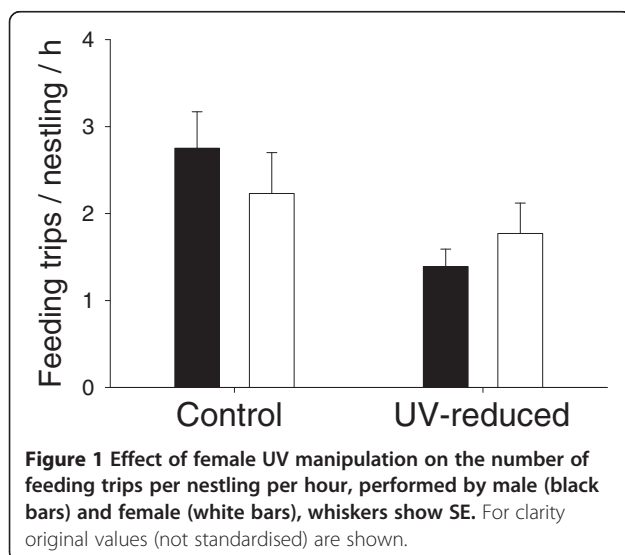 4
3
2
1
0
Feeding trips / nestling / h
Control UV-reduced
Figure 1 Effect of female UV manipulation on the number of
feeding trips per nestling per hour, performed by male (black
bars) and female (white bars), whiskers show SE. For clarity
original values (not standardised) are shown.